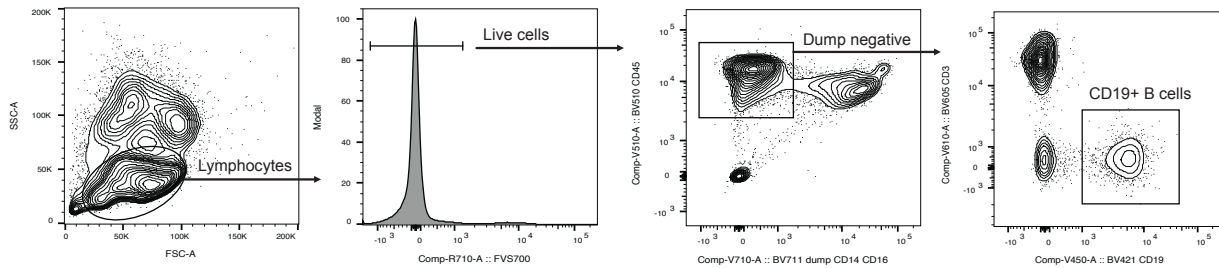 200K
150K
100K
50K
0
SSC-A
0
50K
100K
150K
200K
FSC-A
Lymphocytes
100
80
60
40
20
0
Modal
-10 3
0
10 3
10 4
10 5
Comp-R710-A :: FVS700
Live cells
10 5
10 4
10 3
0
-10 3
Comp-V510-A :: BV510 CD45
-10 3
0
10 3
10 4
10 5
Comp-V710-A :: BV711 dump CD14 CD16
Dump negative
10 5
10 4
10 3
0
-10 3
Comp-V610-A :: BV605 CD3
CD19+ B cells
-10 3
0
10 3
10 4
10 5
Comp-V450-A :: BV421 CD19